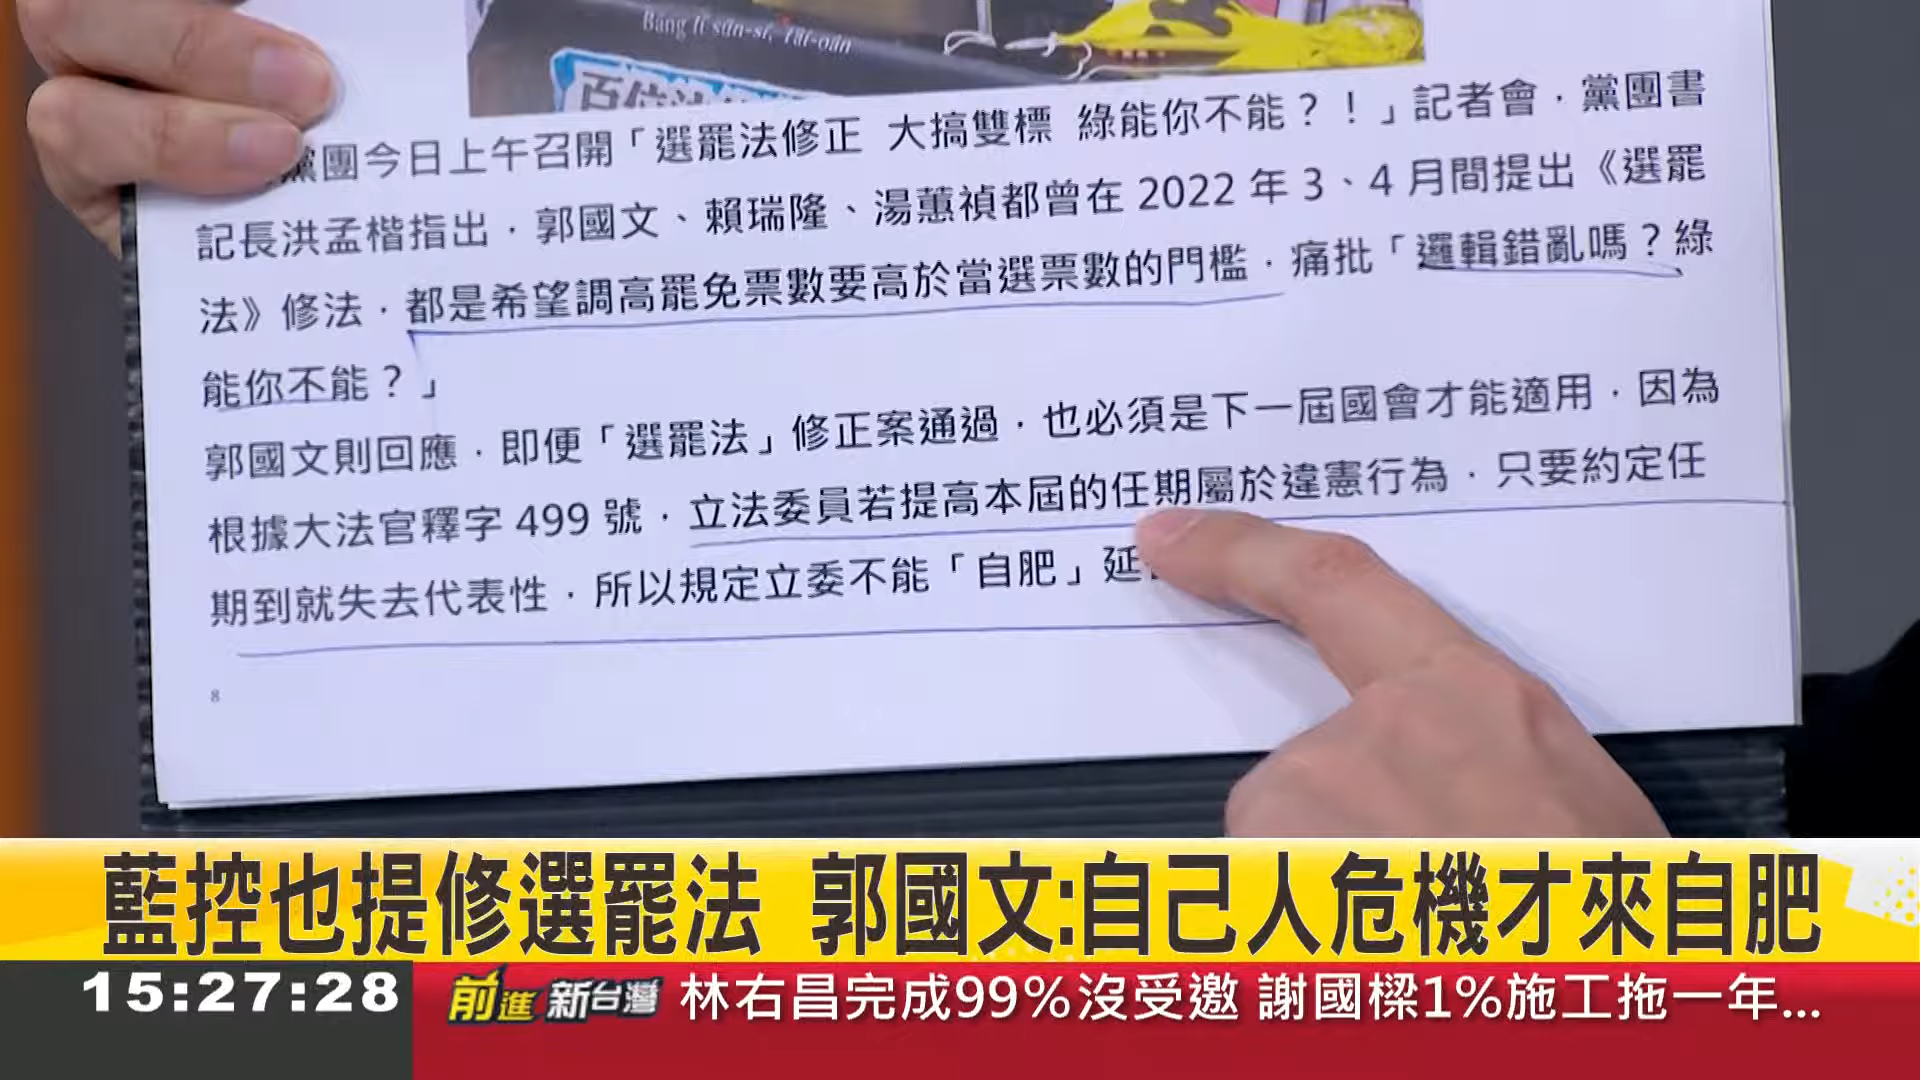 Bang lí sūn-sī, Tâi-oân
黨團今日上午召開「選罷法修正 大搞雙標 綠能你不能？！」記者會，黨團書
記長洪孟楷指出，郭國文、賴瑞隆、湯蕙禎都曾在 2022 年 3、4 月間提出《選罷
法》修法，都是希望調高罷免票數要高於當選票數的門檻，痛批「邏輯錯亂嗎？綠
能你不能？」
郭國文則回應，即便「選罷法」修正案通過，也必須是下一屆國會才能適用，因為
根據大法官釋字 499 號，立法委員若提高本屆的任期屬於違憲行為，只要約定任
期到就失去代表性，所以規定立委不能「自肥」延
8
藍控也提修選罷法 郭國文:自己人危機才來自肥
15:27:28
前進新台灣 林右昌完成99%沒受邀 謝國樑1%施工拖一年...